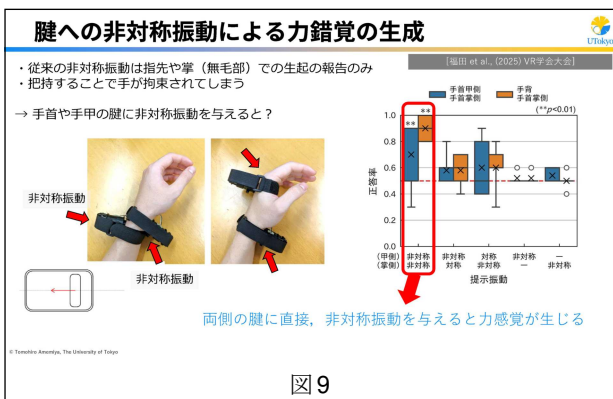 腱への非対称振動による力錯覚の生成
UTokyo
[福田 et al., (2025) VR学会大会]
・従来の非対称振動は指先や掌（無毛部）での生起の報告のみ
・把持することで手が拘束されてしまう
→ 手首や手甲の腱に非対称振動を与えると？
非対称振動
非対称振動
手首甲側
手首掌側
手背
手首掌側
(**p<0.01)
正答率
1.0
0.8
0.6
0.4
0.2
0.0
**
**
(甲側)
(掌側)
非対称
非対称
非対称
対称
対称
非対称
非対称
—
—
非対称
提示振動
両側の腱に直接，非対称振動を与えると力感覚が生じる
© Tomohiro Amemiya, The University of Tokyo
図9